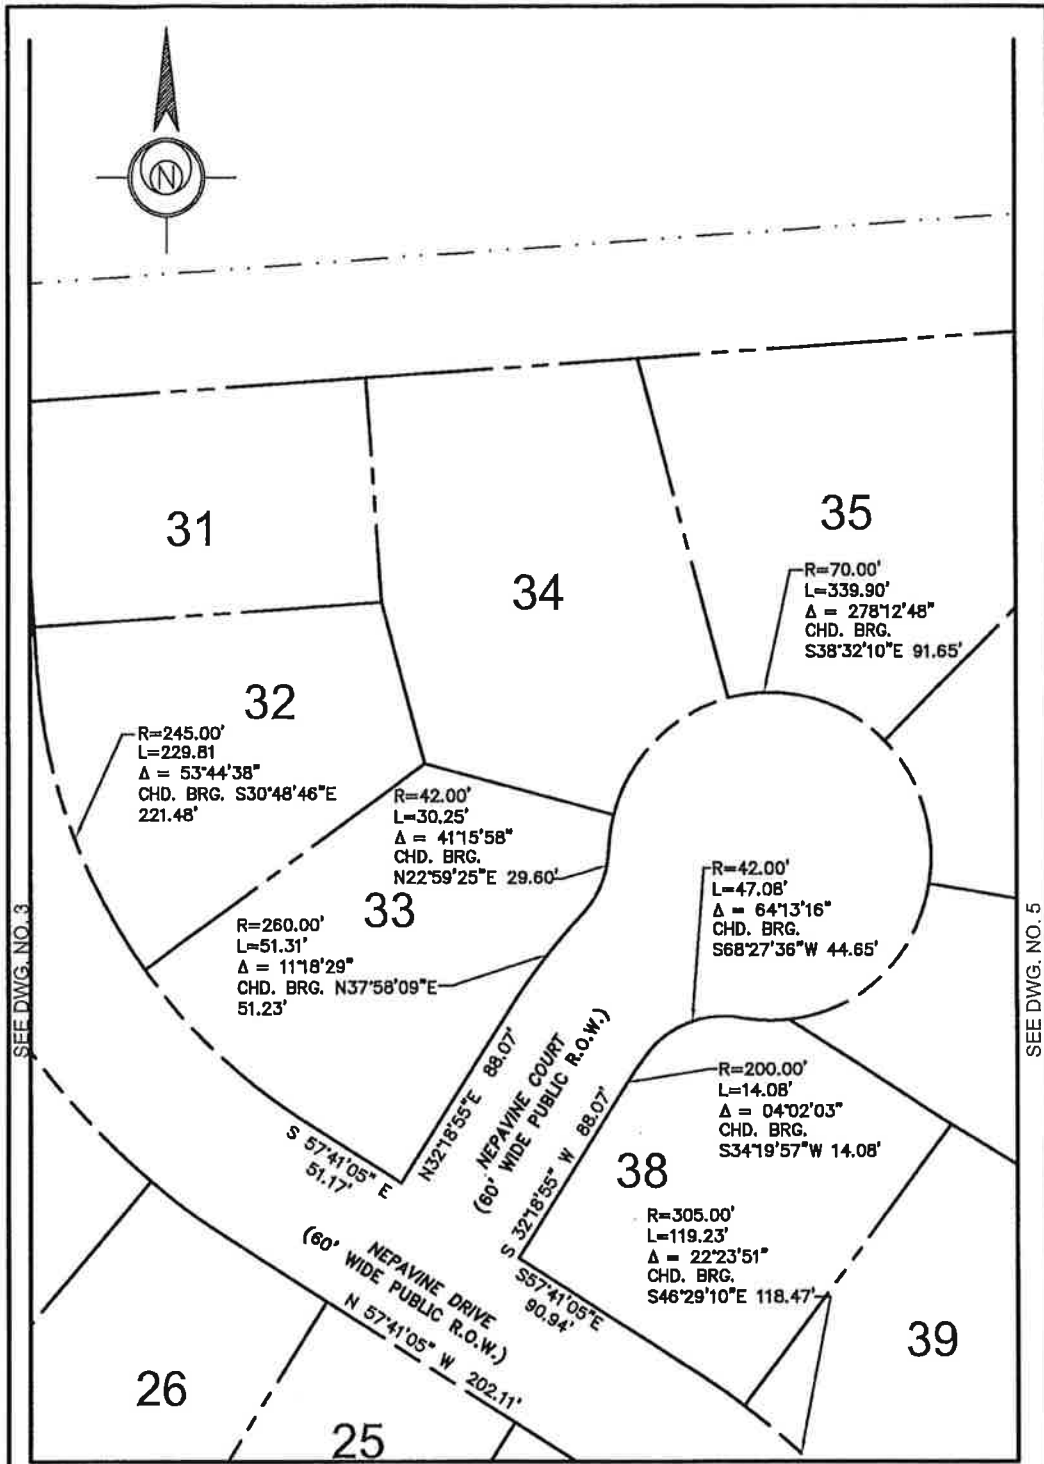 N
31
34
35
R=70.00'
L=339.90'
Δ = 278°12'48"
CHD. BRG.
S38°32'10"E 91.65'
32
R=245.00'
L=229.81
Δ = 53°44'38"
CHD. BRG. S30°48'46"E
221.48'
R=42.00'
L=30.25'
Δ = 41°15'58"
CHD. BRG.
N22°59'25"E 29.60'
33
R=260.00'
L=51.31'
Δ = 11°18'29"
CHD. BRG. N37°58'09"E
51.23'
R=42.00'
L=47.08'
Δ = 64°13'16"
CHD. BRG.
S68°27'36"W 44.65'
SEE DWG. NO. 3
SEE DWG. NO. 5
N32°18'55"E 88.07'
NEPAVINE COURT
(60' WIDE PUBLIC R.O.W.)
S 32°18'55" W 88.07'
R=200.00'
L=14.08'
Δ = 04°02'03"
CHD. BRG.
S34°19'57"W 14.08'
S 57°41'05" E
51.17'
38
R=305.00'
L=119.23'
Δ = 22°23'51"
CHD. BRG.
S46°29'10"E 118.47'
S57°41'05"E
90.94'
NEPAVINE DRIVE
(60' WIDE PUBLIC R.O.W.)
N 57°41'05" W 202.11'
39
26
25